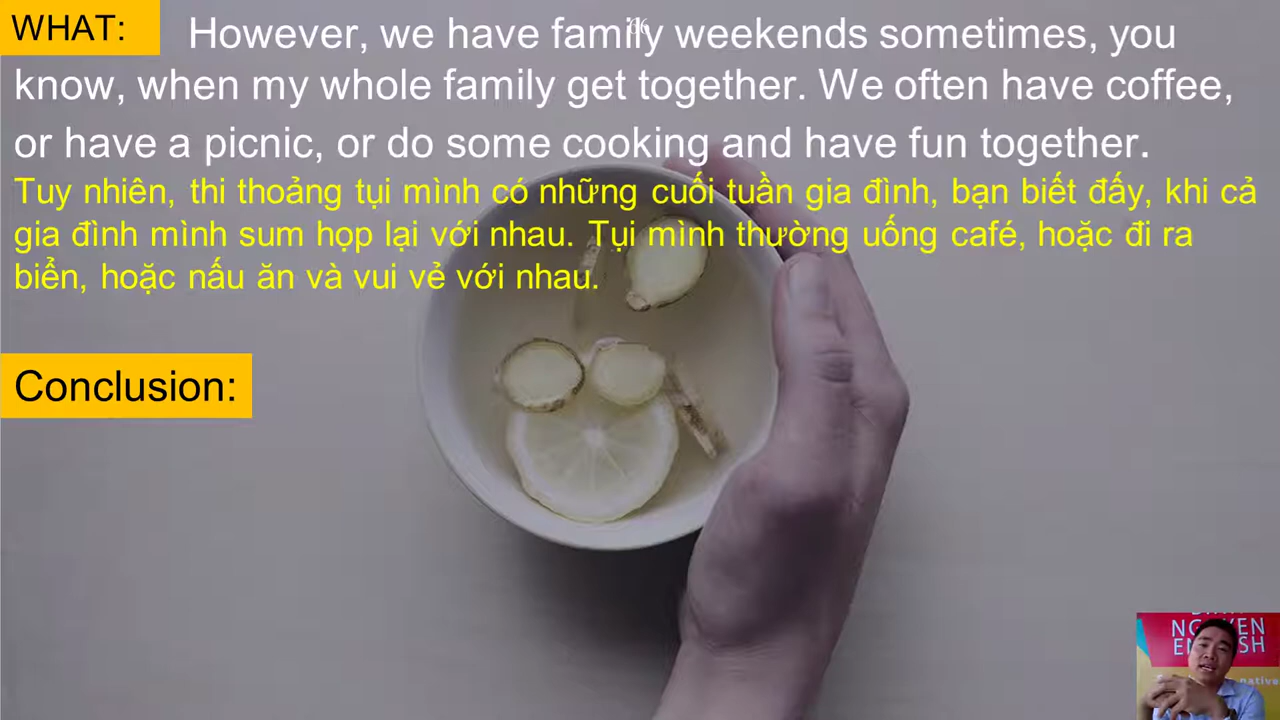 WHAT: However, we have family weekends sometimes, you
know, when my whole family get together. We often have coffee,
or have a picnic, or do some cooking and have fun together.
Tuy nhiên, thi thoảng tụi mình có những cuối tuần gia đình, bạn biết đấy, khi cả
gia đình mình sum họp lại với nhau. Tụi mình thường uống café, hoặc đi ra
biển, hoặc nấu ăn và vui vẻ với nhau.
Conclusion: